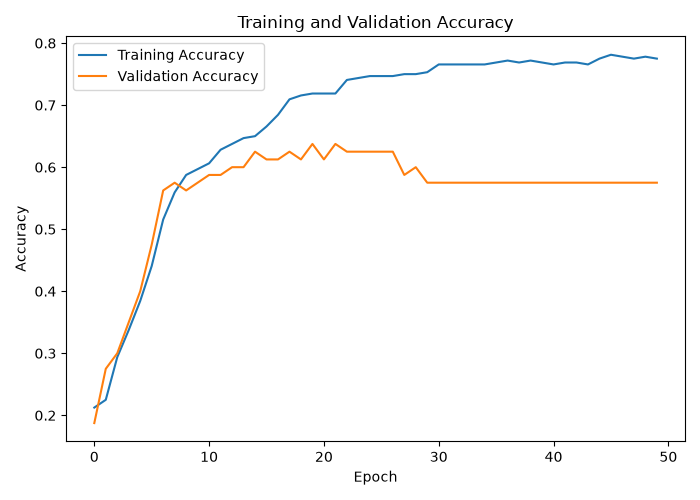 Training and Validation Accuracy
Training Accuracy
Validation Accuracy
Accuracy
0.8
0.7
0.6
0.5
0.4
0.3
0.2
0 10 20 30 40 50
Epoch